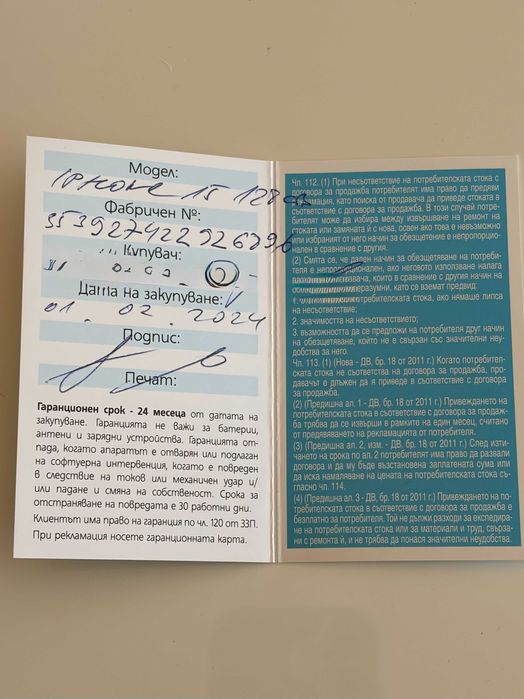 Модел:
iPHONE 15 128 GB
Фабричен №:
353927422926896
Купувач:
Дата на закупуване:
01. 02. 2024
Подпис:
Печат:
Гаранционен срок - 24 месеца от датата на
закупуване. Гаранцията не важи за батерии,
антени и зарядни устройства. Гаранцията от-
пада, когато апаратът е отварян или подлаган
на софтуерна интервенция, когато е повреден
в следствие на токов или механичен удар и/
или падане и смяна на собственост. Срока за
отстраняване на повредата е 30 работни дни.
Клиентът има право на гаранция по чл. 120 от ЗЗП.
При рекламация носете гаранционната карта.
Чл. 112. (1) При несъответствие на потребителската стока с
договора за продажба потребителят има право да предяви
рекламация, като поиска от продавача да приведе стоката в
съответствие с договора за продажба. В този случай потре-
бителят може да избира между извършване на ремонт на
стоката или замяната ѝ с нова, освен ако това е невъзможно
или избраният от него начин за обезщетение е непропорцио-
нален в сравнение с другия.
(2) Смята се, че даден начин за обезщетяване на потреби-
теля е непропорционален, ако неговото използване налага
разходи на продавача, които в сравнение с другия начин на
обезщетяване са неразумни, като се вземат предвид:
1. стойността на потребителската стока, ако нямаше липса
на несъответствие;
2. значимостта на несъответствието;
3. възможността да се предложи на потребителя друг начин
на обезщетяване, който не е свързан със значителни неу-
добства за него.
Чл. 113. (1) (Нова - ДВ, бр. 18 от 2011 г.) Когато потребител-
ската стока не съответства на договора за продажба, про-
давачът е длъжен да я приведе в съответствие с договора
за продажба.
(2) (Предишна ал. 1 - ДВ, бр. 18 от 2011 г.) Привеждането на
потребителската стока в съответствие с договора за продаж-
ба трябва да се извърши в рамките на един месец, считано
от предявяването на рекламацията от потребителя.
(3) (Предишна ал. 2, изм. - ДВ, бр. 18 от 2011 г.) След изти-
чането на срока по ал. 2 потребителят има право да развали
договора и да му бъде възстановена заплатената сума или
да иска намаляване на цената на потребителската стока съ-
гласно чл. 114.
(4) (Предишна ал. 3 - ДВ, бр. 18 от 2011 г.) Привеждането на по-
требителската стока в съответствие с договора за продажба е
безплатно за потребителя. Той не дължи разходи за експедира-
не на потребителската стока или за материали и труд, свърза-
ни с ремонта ѝ, и не трябва да понася значителни неудобства.